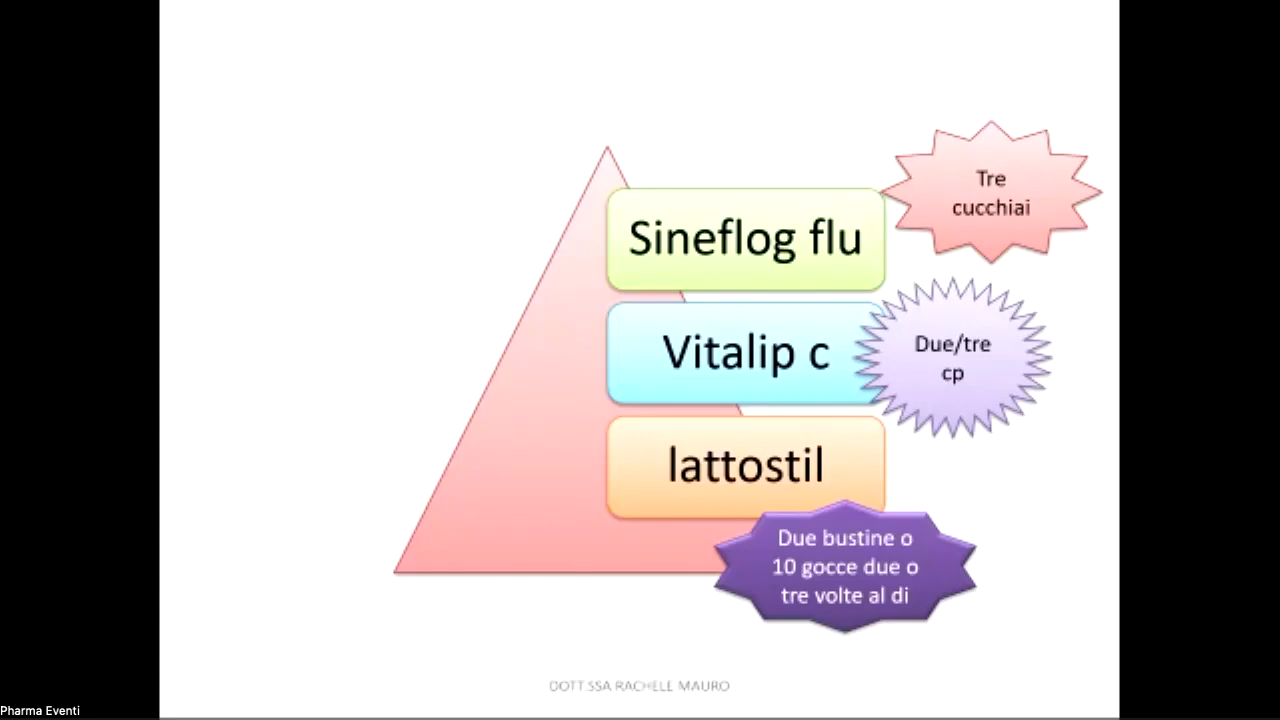 Tre
cucchiai
Sineflog flu
Due/tre
cp
Vitalip c
lattostil
Due bustine o
10 gocce due o
tre volte al di
DOTT.SSA RACHELE MAURO
Pharma Eventi